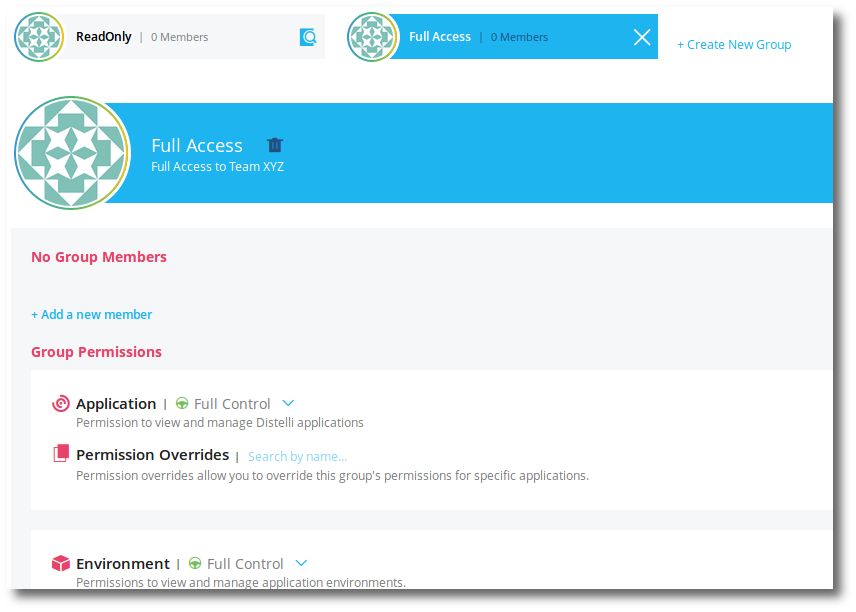 ReadOnly | 0 Members
Full Access | 0 Members
+ Create New Group
Full Access
Full Access to Team XYZ
No Group Members
+ Add a new member
Group Permissions
Application | Full Control
Permission to view and manage Distelli applications
Permission Overrides | Search by name...
Permission overrides allow you to override this group's permissions for specific applications.
Environment | Full Control
Permissions to view and manage application environments.